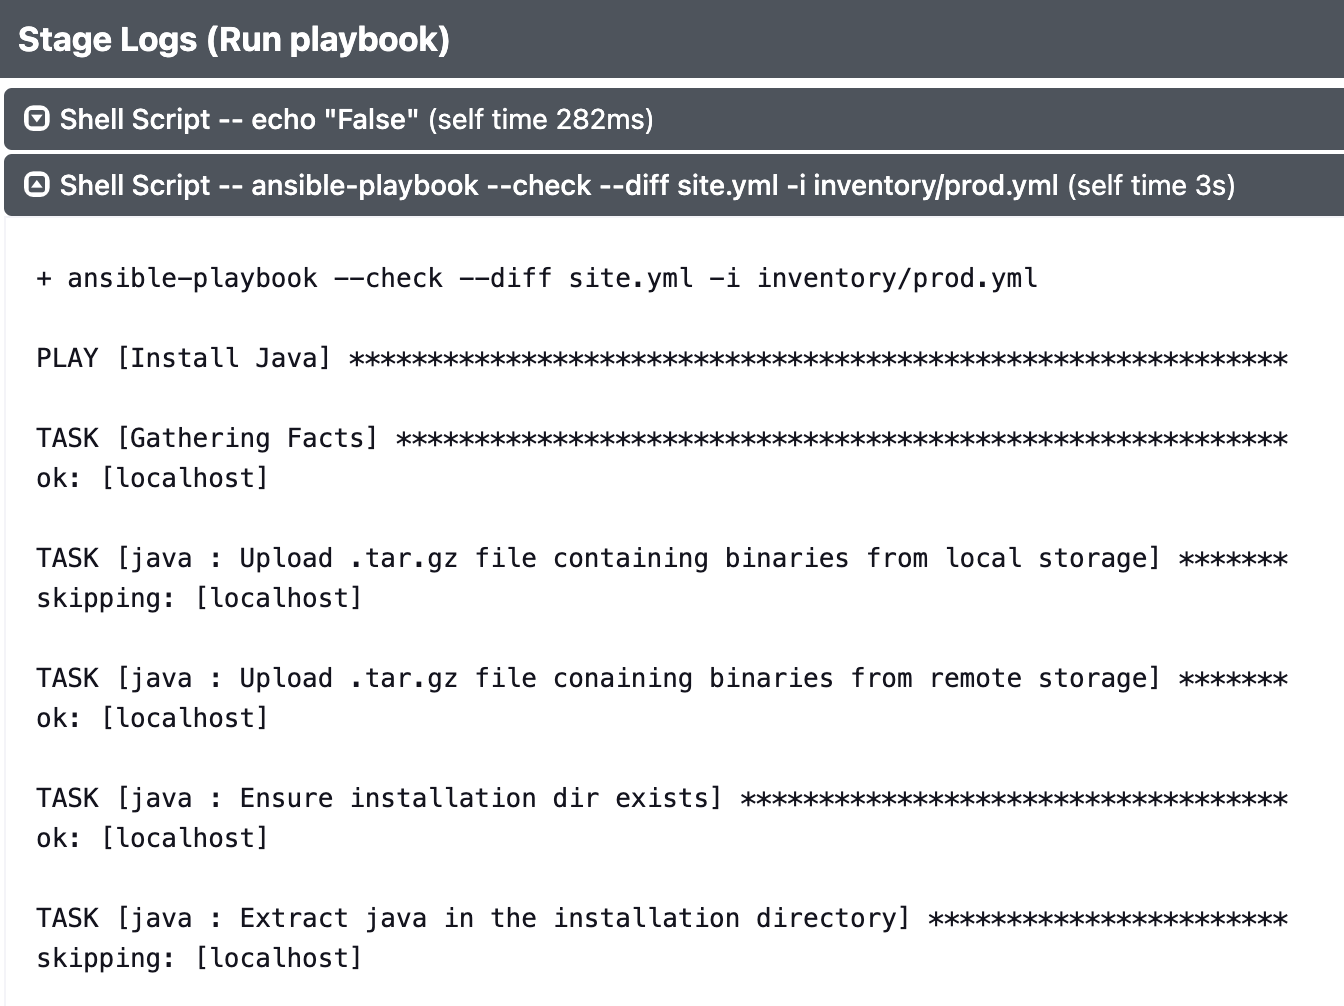 Stage Logs (Run playbook)
Shell Script -- echo "False" (self time 282ms)
Shell Script -- ansible-playbook --check --diff site.yml -i inventory/prod.yml (self time 3s)
+ ansible-playbook --check --diff site.yml -i inventory/prod.yml
PLAY [Install Java] ************************************************************
TASK [Gathering Facts] *********************************************************
ok: [localhost]
TASK [java : Upload .tar.gz file containing binaries from local storage] *******
skipping: [localhost]
TASK [java : Upload .tar.gz file conaining binaries from remote storage] *******
ok: [localhost]
TASK [java : Ensure installation dir exists] ***********************************
ok: [localhost]
TASK [java : Extract java in the installation directory] ***********************
skipping: [localhost]